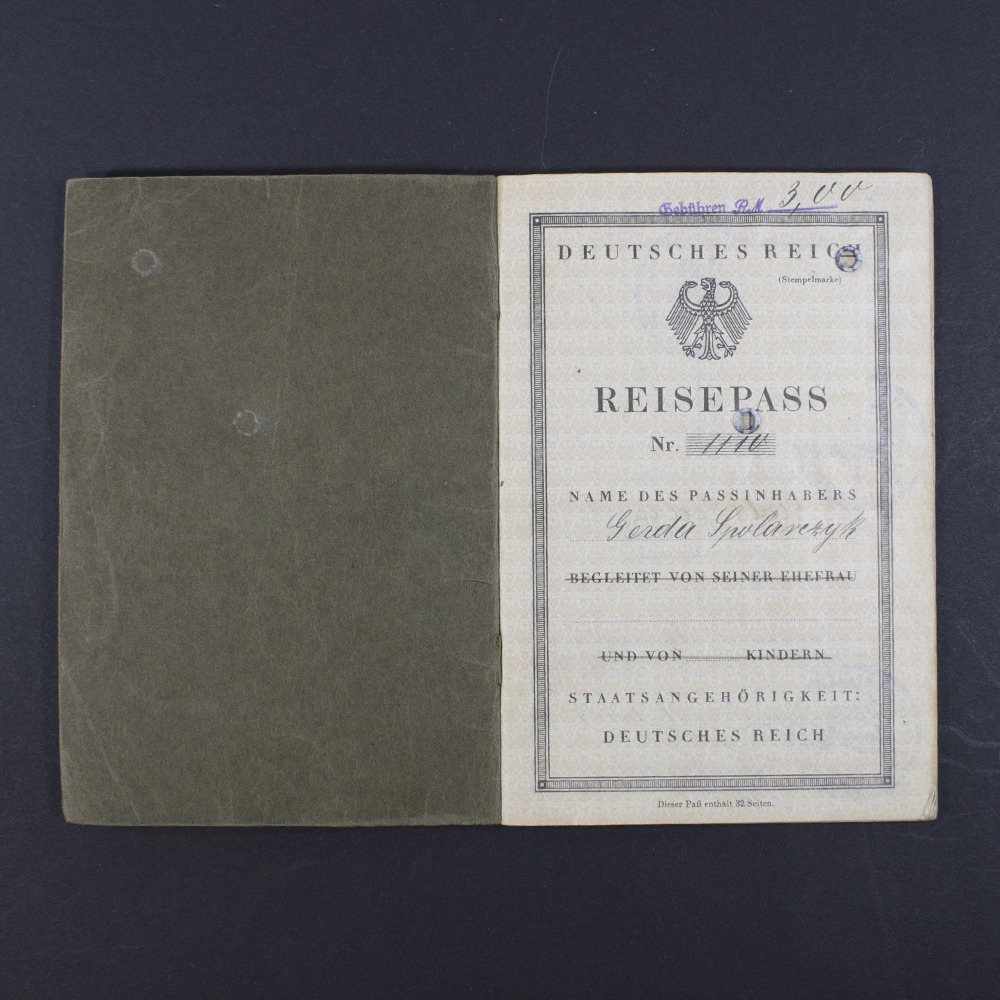 Gebühren R.M. 3,00
DEUTSCHES REICH
(Stempelmarke)
REISEPASS
Nr. 1110
NAME DES PASSINHABERS
Gerda Spolarczyk
BEGLEITET VON SEINER EHEFRAU
UND VON KINDERN
STAATSANGEHÖRIGKEIT:
DEUTSCHES REICH
Dieser Paß enthält 32 Seiten.